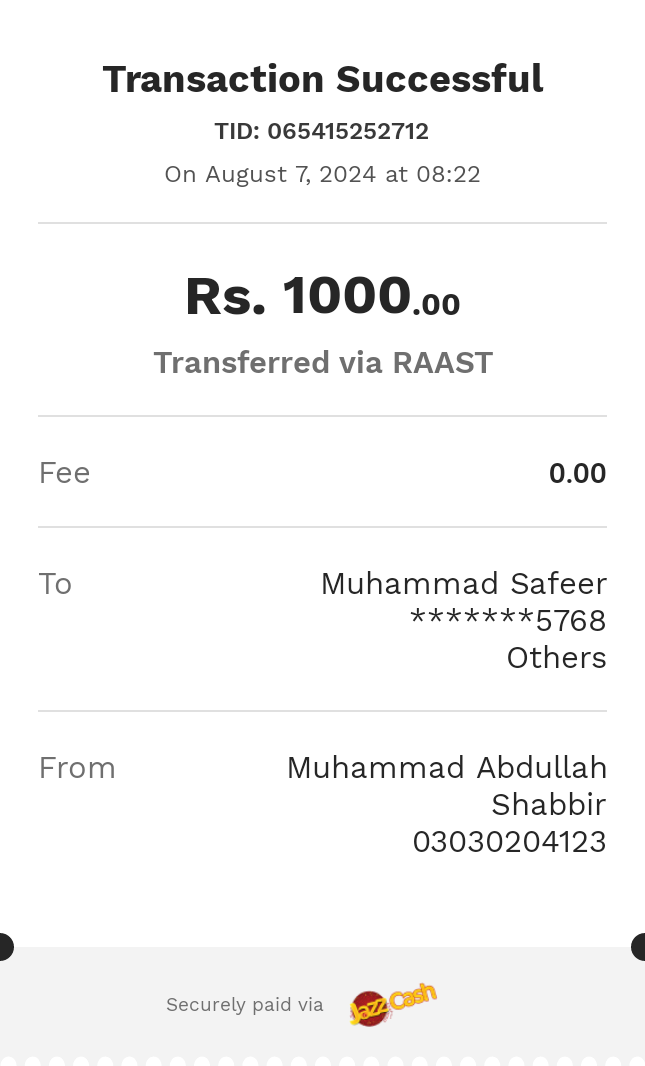 Transaction Successful
TID: 065415252712
On August 7, 2024 at 08:22
Rs. 1000.00
Transferred via RAAST
Fee 0.00
To Muhammad Safeer
*******5768
Others
From Muhammad Abdullah
Shabbir
03030204123
Securely paid via JazzCash